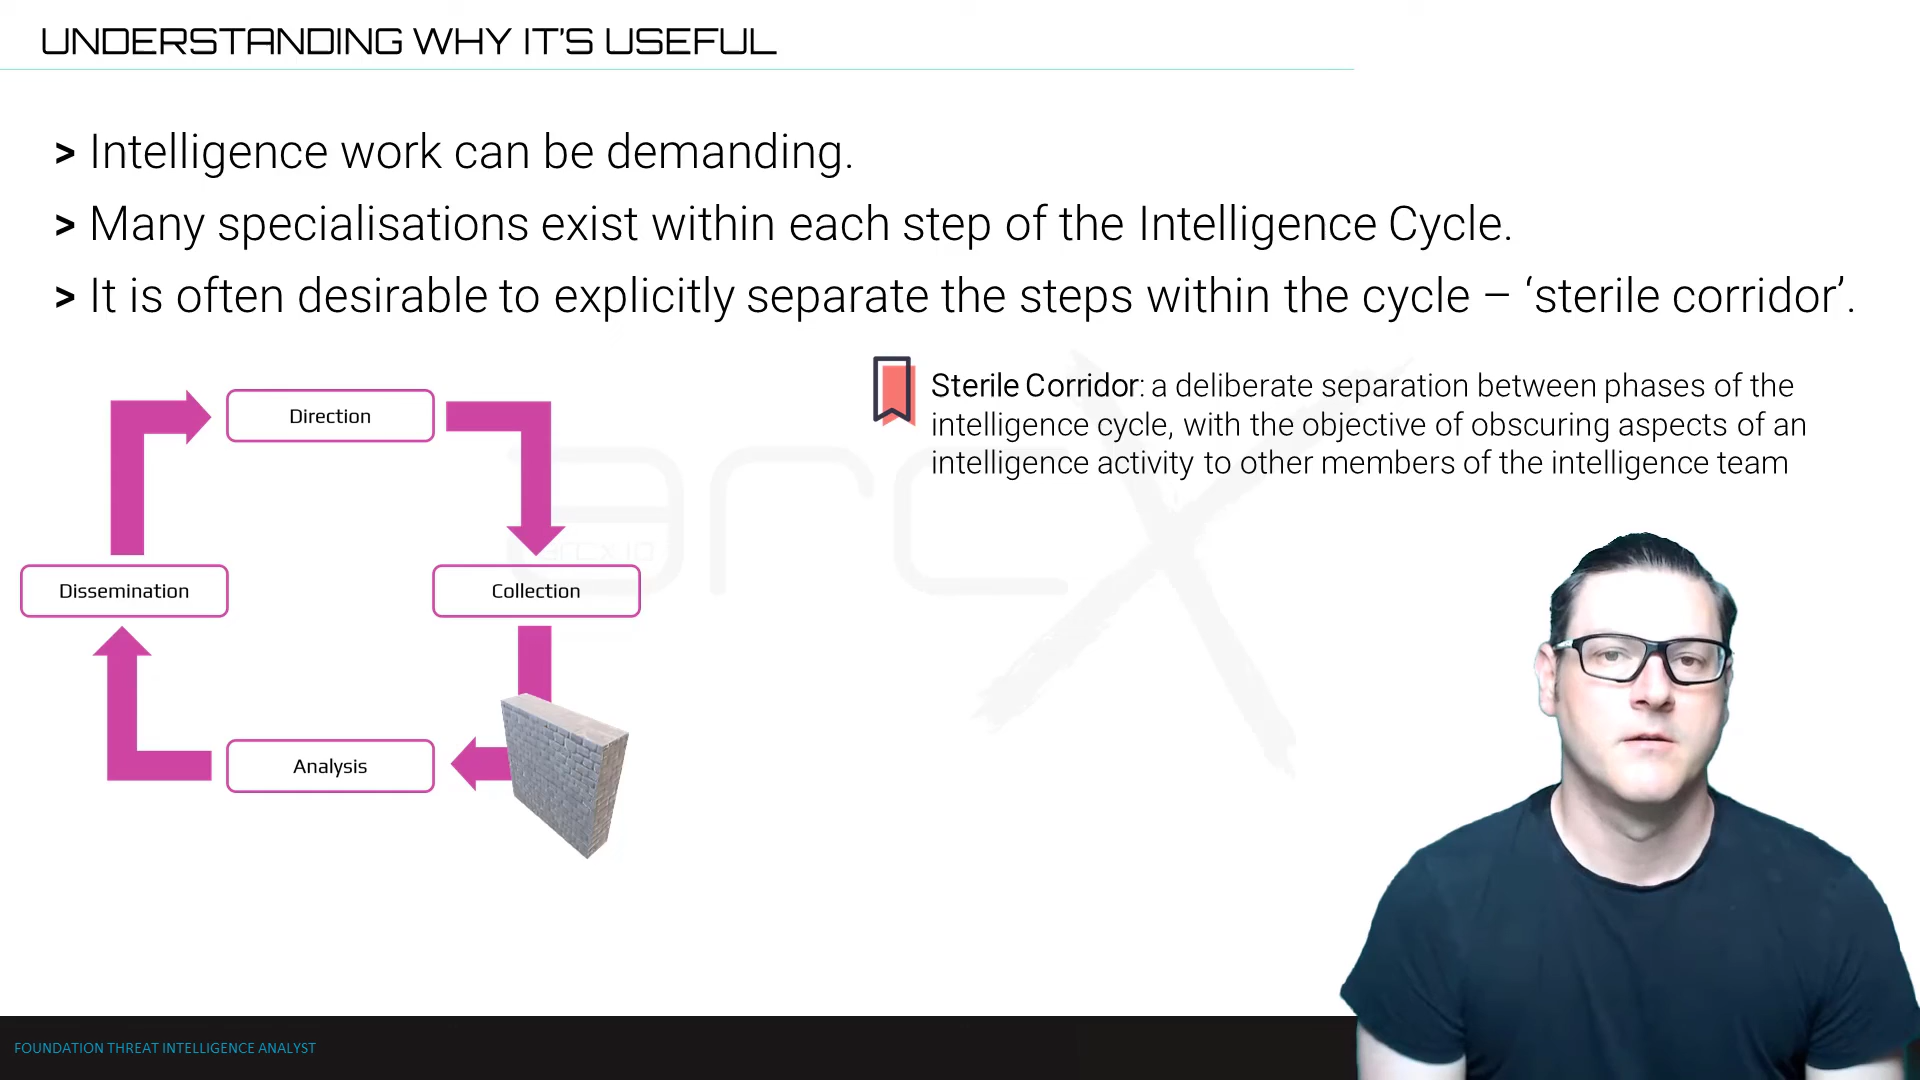 UNDERSTANDING WHY IT'S USEFUL
> Intelligence work can be demanding.
> Many specialisations exist within each step of the Intelligence Cycle.
> It is often desirable to explicitly separate the steps within the cycle – ‘sterile corridor’.
Sterile Corridor: a deliberate separation between phases of the
intelligence cycle, with the objective of obscuring aspects of an
intelligence activity to other members of the intelligence team
Direction
Dissemination
Collection
Analysis
arcX
arcx.io
FOUNDATION THREAT INTELLIGENCE ANALYST